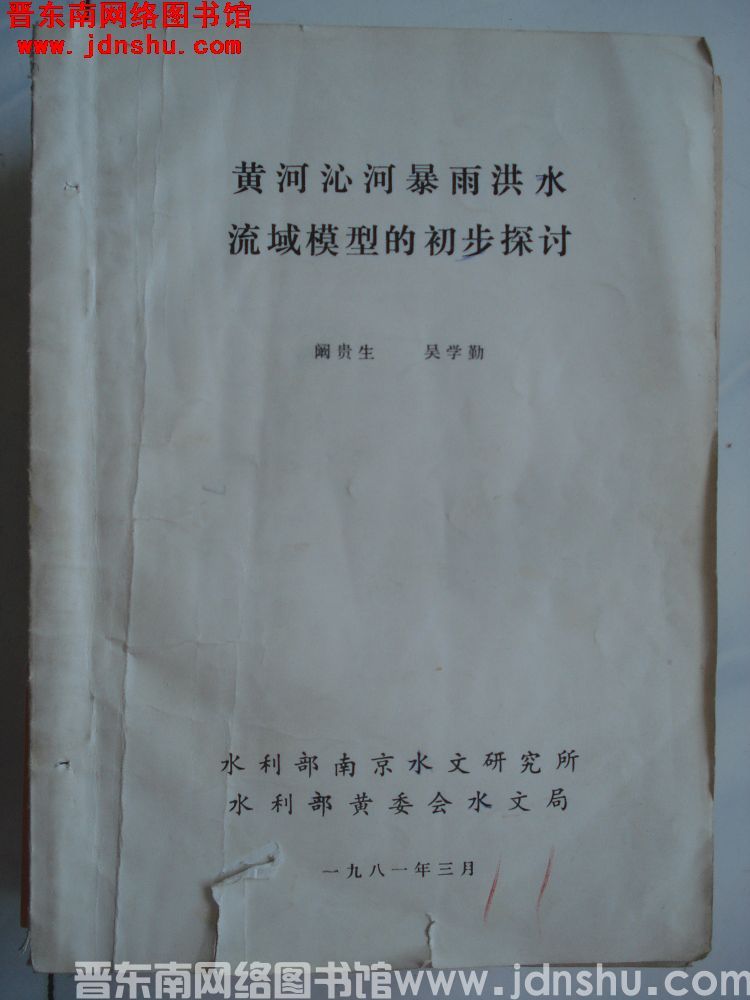 晋东南网络图书馆
www.jdnshu.com
黄河沁河暴雨洪水
流域模型的初步探讨
阚贵生 吴学勤
水利部南京水文研究所
水利部黄委会水文局
一九八一年三月
晋东南网络图书馆www.jdnshu.com